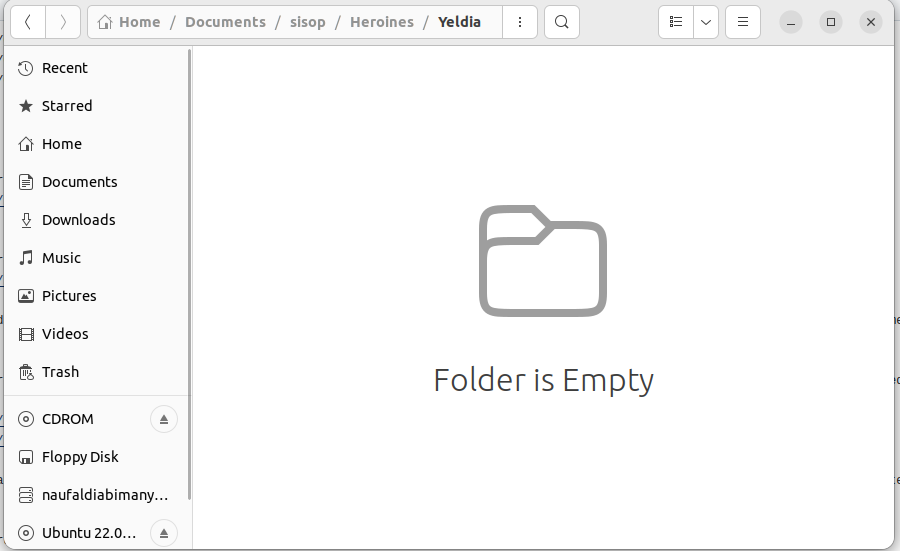 Home / Documents / sisop / Heroines / Yeldia
Recent
Starred
Home
Documents
Downloads
Music
Pictures
Videos
Trash
CDROM
Floppy Disk
naufaldiabimany...
Ubuntu 22.0...
Folder is Empty